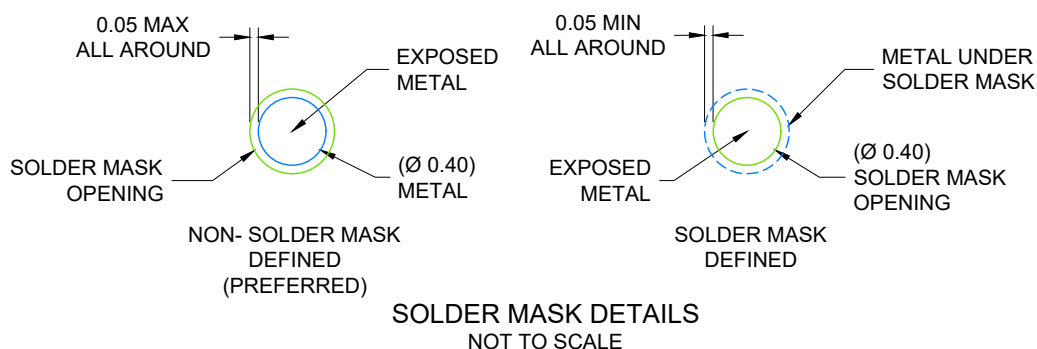 0.05 MAX
ALL AROUND
EXPOSED
METAL
SOLDER MASK
OPENING
(Ø 0.40)
METAL
NON- SOLDER MASK
DEFINED
(PREFERRED)
0.05 MIN
ALL AROUND
METAL UNDER
SOLDER MASK
EXPOSED
METAL
(Ø 0.40)
SOLDER MASK
OPENING
SOLDER MASK
DEFINED
SOLDER MASK DETAILS
NOT TO SCALE